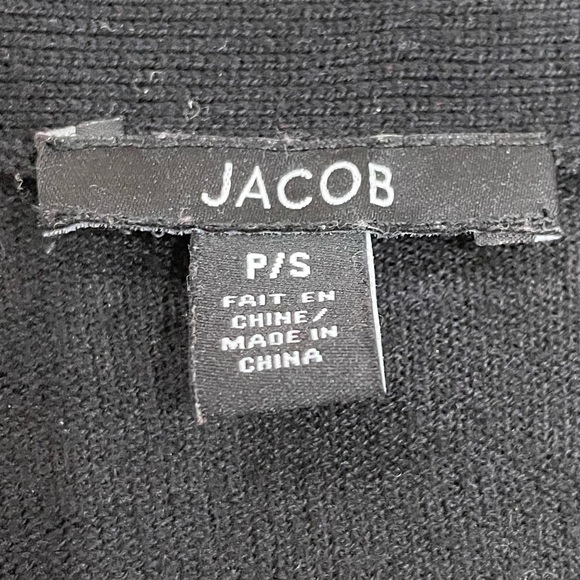 JACOB
P/S
FAIT EN
CHINE/
MADE IN
CHINA